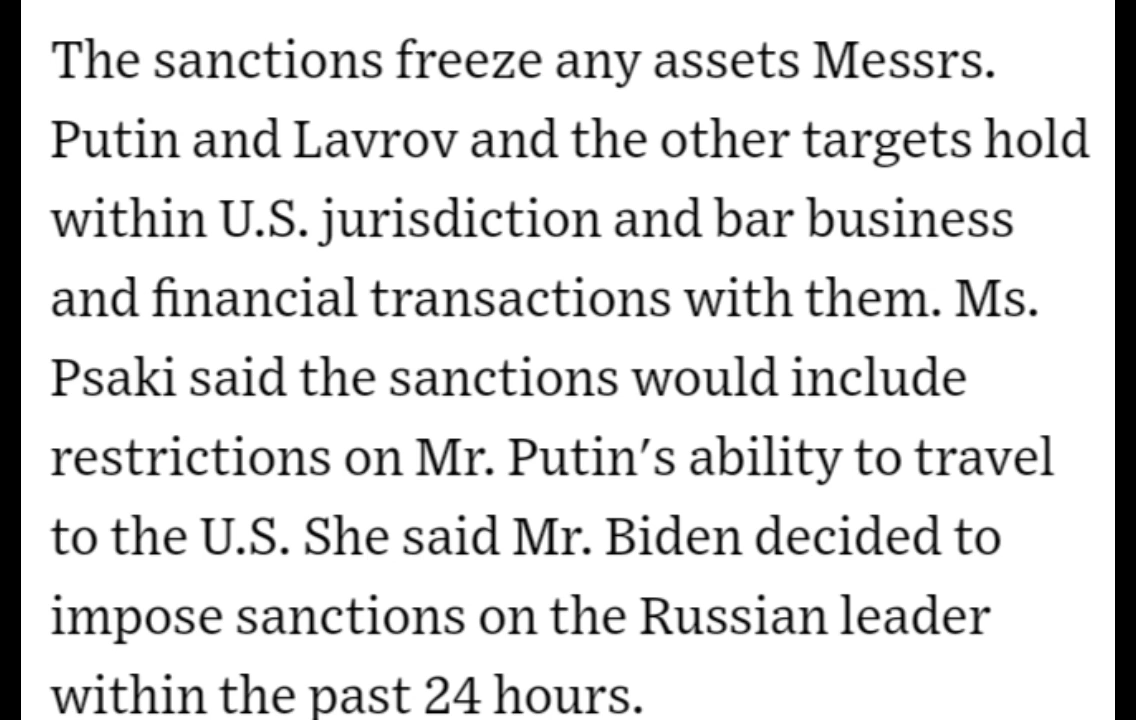 The sanctions freeze any assets Messrs.
Putin and Lavrov and the other targets hold
within U.S. jurisdiction and bar business
and financial transactions with them. Ms.
Psaki said the sanctions would include
restrictions on Mr. Putin's ability to travel
to the U.S. She said Mr. Biden decided to
impose sanctions on the Russian leader
within the past 24 hours.